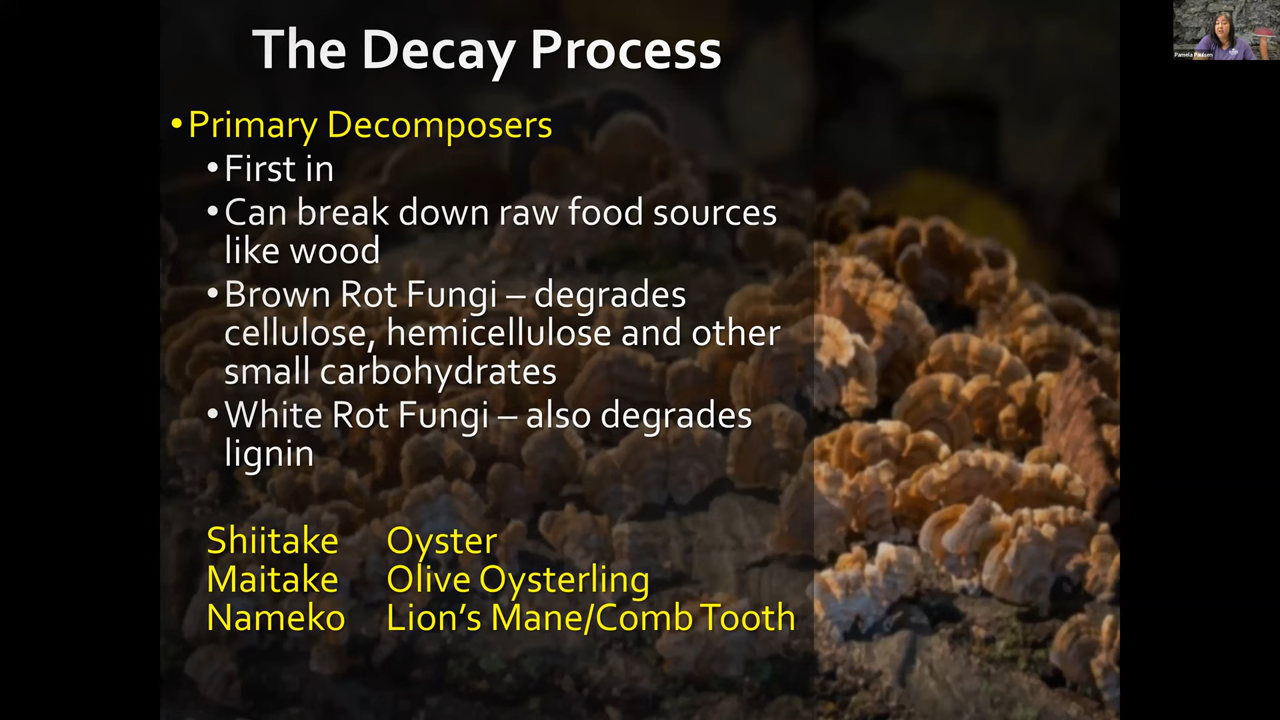 The Decay Process
•Primary Decomposers
•First in
•Can break down raw food sources
like wood
•Brown Rot Fungi – degrades
cellulose, hemicellulose and other
small carbohydrates
•White Rot Fungi – also degrades
lignin
Shiitake Oyster
Maitake Olive Oysterling
Nameko Lion’s Mane/Comb Tooth
Pamela Paulsen